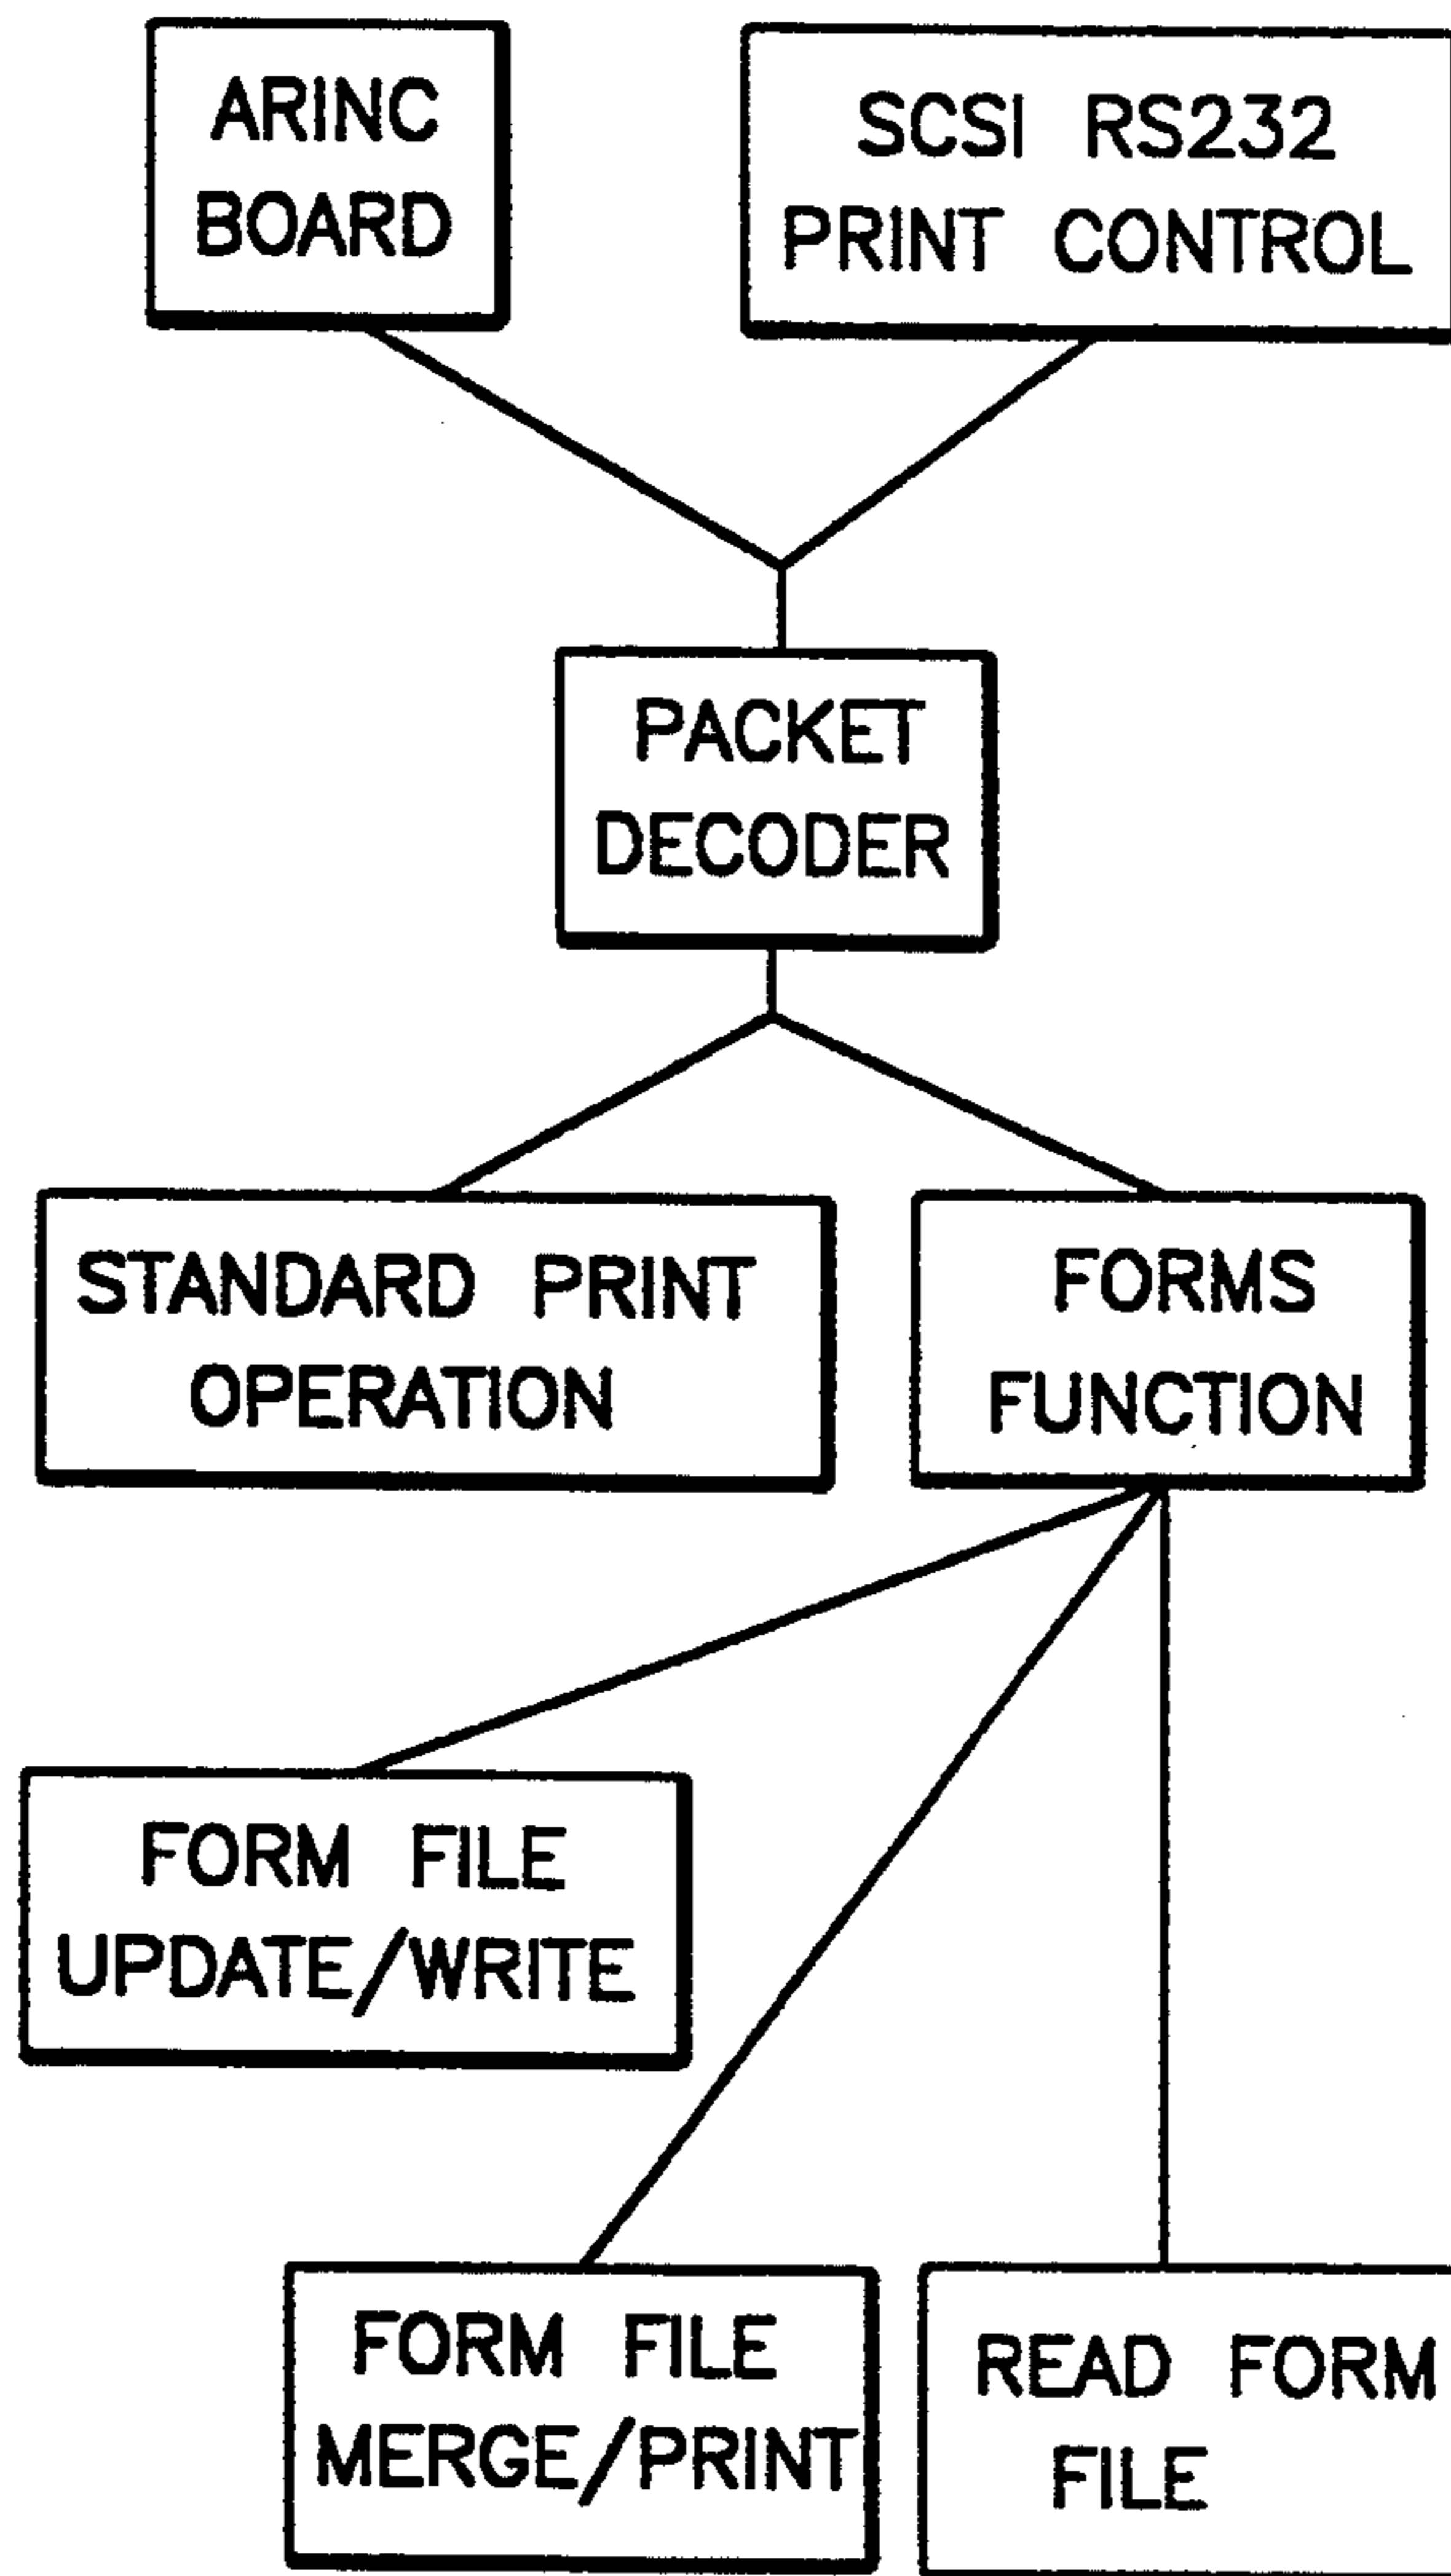 ARINC
BOARD
SCSI RS232
PRINT CONTROL
PACKET
DECODER
STANDARD PRINT
OPERATION
FORMS
FUNCTION
FORM FILE
UPDATE/WRITE
FORM FILE
MERGE/PRINT
READ FORM
FILE